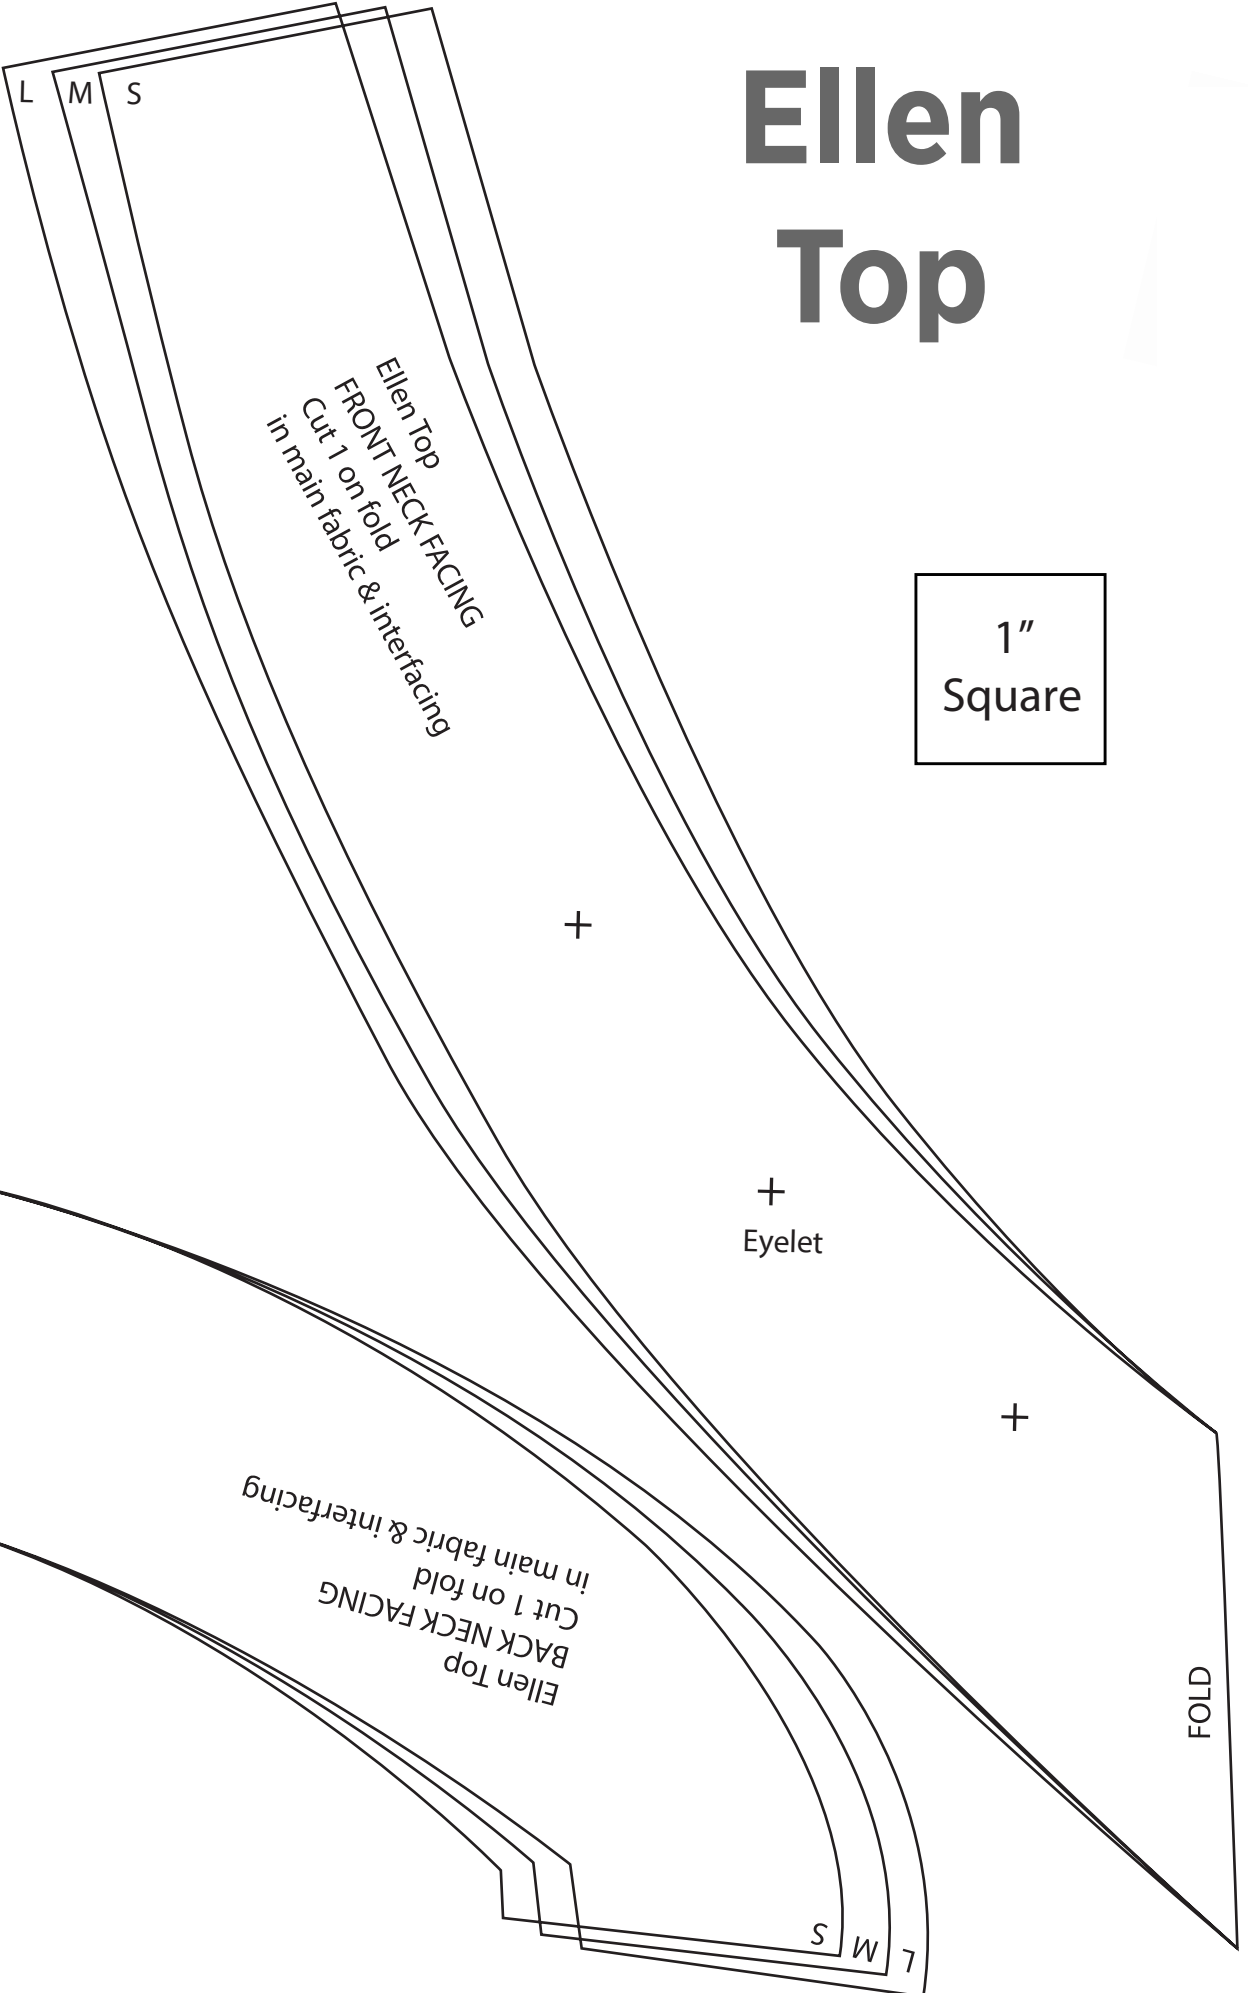 Ellen
Top
L M S
Ellen Top
FRONT NECK FACING
Cut 1 on fold
in main fabric & interfacing
1”
Square
Eyelet
FOLD
Ellen Top
BACK NECK FACING
Cut 1 on fold
in main fabric & interfacing
S M L